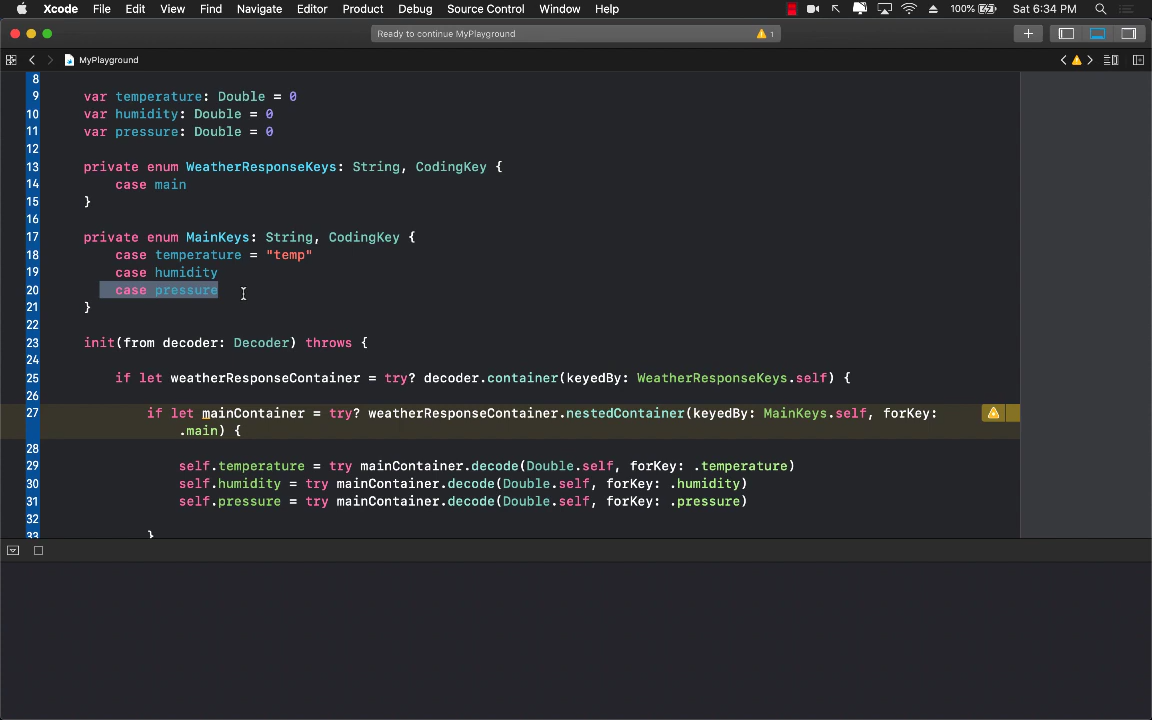 Xcode File Edit View Find Navigate Editor Product Debug Source Control Window Help 100% Sat 6:34 PM
Ready to continue MyPlayground 1
MyPlayground
8
9 var temperature: Double = 0
10 var humidity: Double = 0
11 var pressure: Double = 0
12
13 private enum WeatherResponseKeys: String, CodingKey {
14 case main
15 }
16
17 private enum MainKeys: String, CodingKey {
18 case temperature = "temp"
19 case humidity
20 case pressure
21 }
22
23 init(from decoder: Decoder) throws {
24
25 if let weatherResponseContainer = try? decoder.container(keyedBy: WeatherResponseKeys.self) {
26
27 if let mainContainer = try? weatherResponseContainer.nestedContainer(keyedBy: MainKeys.self, forKey:
.main) {
28
29 self.temperature = try mainContainer.decode(Double.self, forKey: .temperature)
30 self.humidity = try mainContainer.decode(Double.self, forKey: .humidity)
31 self.pressure = try mainContainer.decode(Double.self, forKey: .pressure)
32
33 }